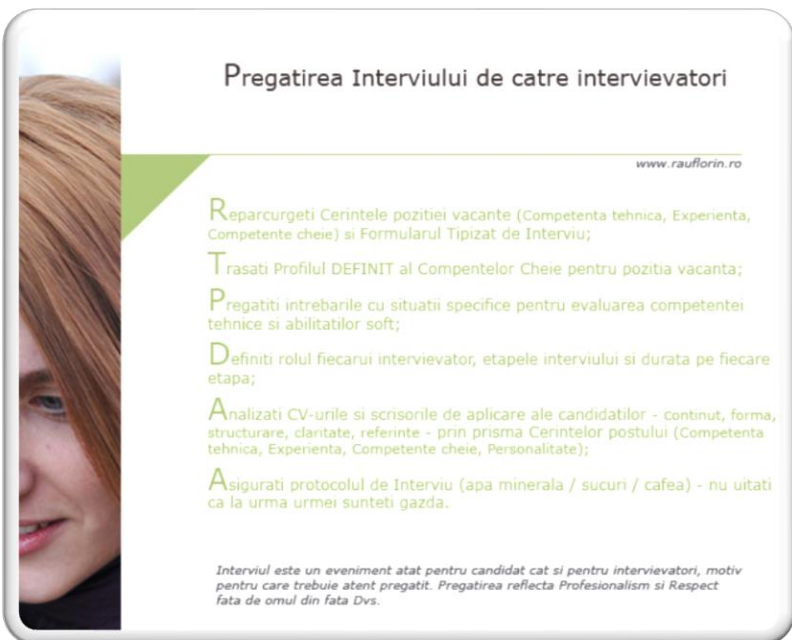 Pregatirea Interviului de catre intervievatori
www.rauflorin.ro
Reparcurgeti Cerintele pozitiei vacante (Competenta tehnica, Experienta,
Competente cheie) si Formularul Tipizat de Interviu;
Trasati Profilul DEFINIT al Compentelor Cheie pentru pozitia vacanta;
Pregatiti intrebarile cu situatii specifice pentru evaluarea competentei
tehnice si abilitatilor soft;
Definiti rolul fiecarui intervievator, etapele interviului si durata pe fiecare
etapa;
Analizati CV-urile si scrisorile de aplicare ale candidatilor - continut, forma,
structurare, claritate, referinte - prin prisma Cerintelor postului (Competenta
tehnica, Experienta, Competente cheie, Personalitate);
Asigurati protocolul de Interviu (apa minerala / sucuri / cafea) - nu uitati
ca la urma urmei sunteti gazda.
Interviul este un eveniment atat pentru candidat cat si pentru intervievatori, motiv
pentru care trebuie atent pregatit. Pregatirea reflecta Profesionalism si Respect
fata de omul din fata Dvs.